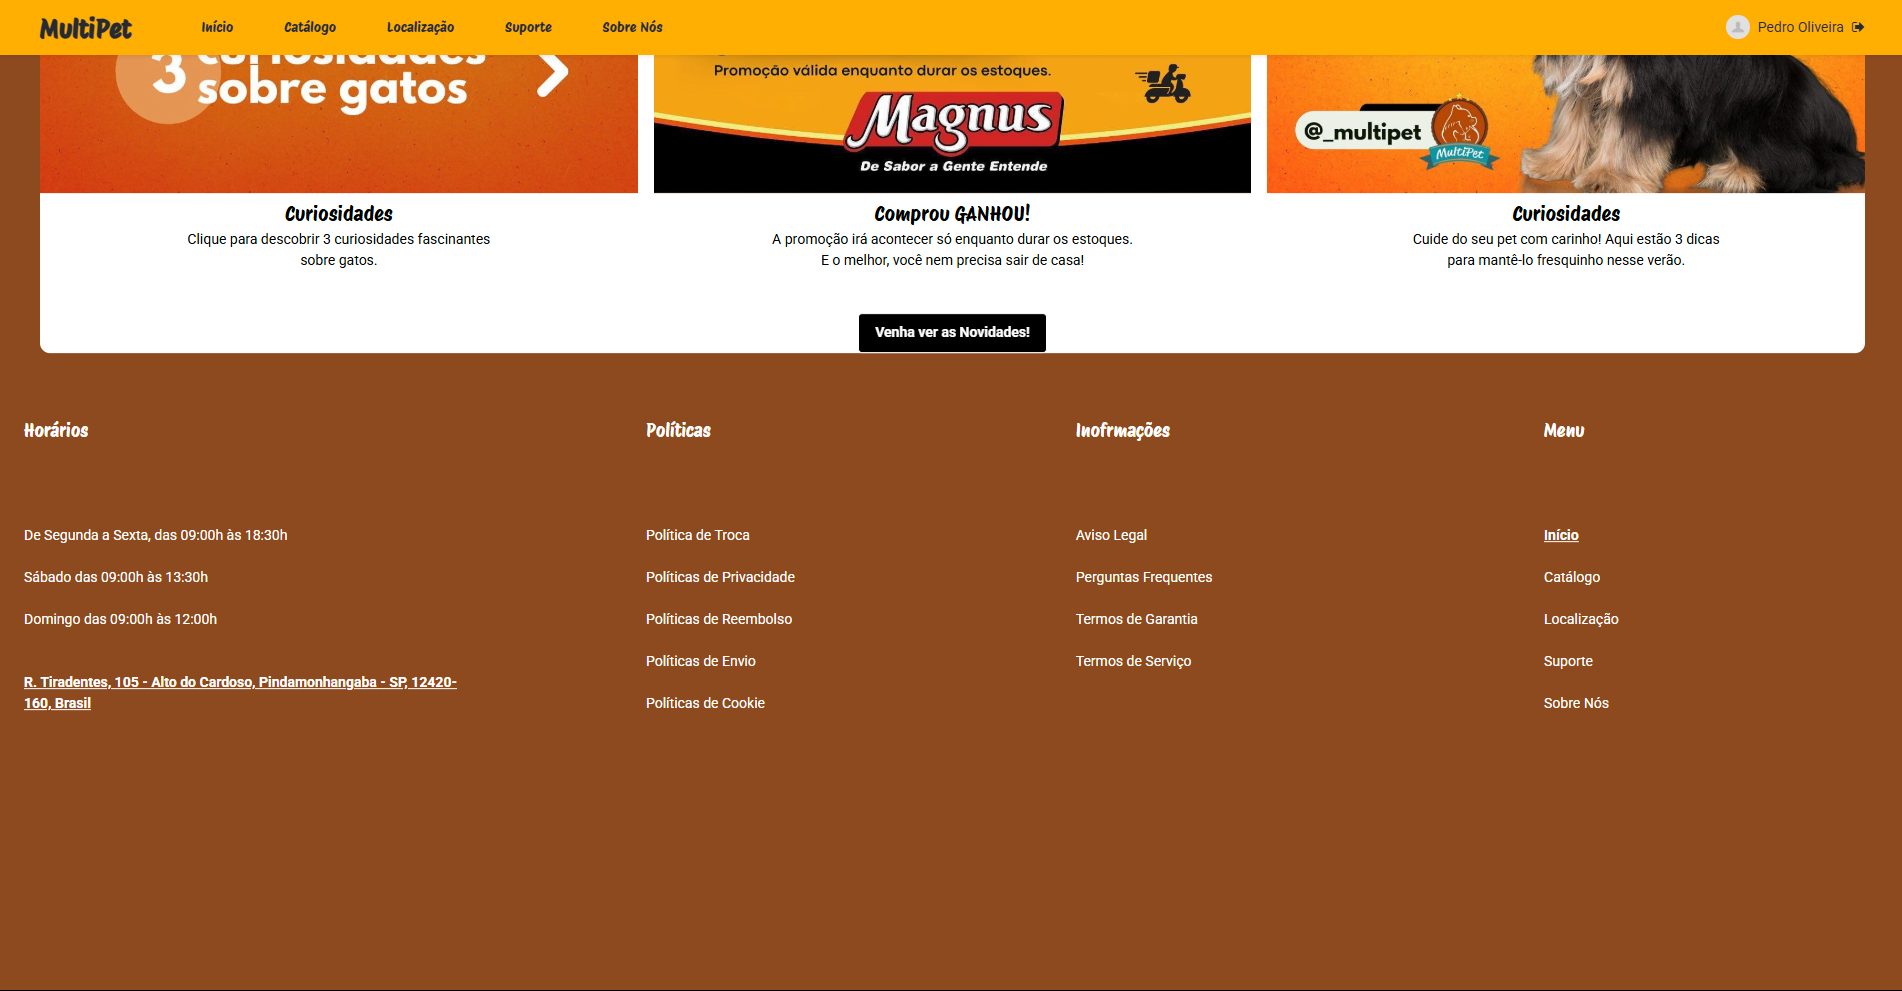 MultiPet
Início
Catálogo
Localização
Suporte
Sobre Nós
Pedro Oliveira
3 curiosidades
sobre gatos
Promoção válida enquanto durar os estoques.
Magnus
De Sabor a Gente Entende
@_multipet
MultiPet
Curiosidades
Clique para descobrir 3 curiosidades fascinantes
sobre gatos.
Comprou GANHOU!
A promoção irá acontecer só enquanto durar os estoques.
E o melhor, você nem precisa sair de casa!
Curiosidades
Cuide do seu pet com carinho! Aqui estão 3 dicas
para mantê-lo fresquinho nesse verão.
Venha ver as Novidades!
Horários
De Segunda a Sexta, das 09:00h às 18:30h
Sábado das 09:00h às 13:30h
Domingo das 09:00h às 12:00h
R. Tiradentes, 105 - Alto do Cardoso, Pindamonhangaba - SP, 12420-
160, Brasil
Políticas
Política de Troca
Políticas de Privacidade
Políticas de Reembolso
Políticas de Envio
Políticas de Cookie
Inofrmações
Aviso Legal
Perguntas Frequentes
Termos de Garantia
Termos de Serviço
Menu
Início
Catálogo
Localização
Suporte
Sobre Nós